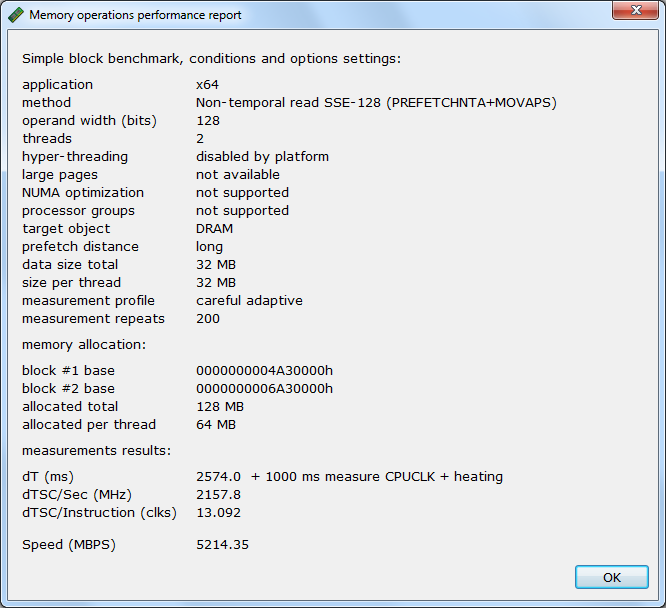 Memory operations performance report
Simple block benchmark, conditions and options settings:
application x64
method Non-temporal read SSE-128 (PREFETCHNTA+MOVAPS)
operand width (bits) 128
threads 2
hyper-threading disabled by platform
large pages not available
NUMA optimization not supported
processor groups not supported
target object DRAM
prefetch distance long
data size total 32 MB
size per thread 32 MB
measurement profile careful adaptive
measurement repeats 200
memory allocation:
block #1 base 0000000004A30000h
block #2 base 0000000006A30000h
allocated total 128 MB
allocated per thread 64 MB
measurements results:
dT (ms) 2574.0 + 1000 ms measure CPUCLK + heating
dTSC/Sec (MHz) 2157.8
dTSC/Instruction (clks) 13.092
Speed (MBPS) 5214.35
OK